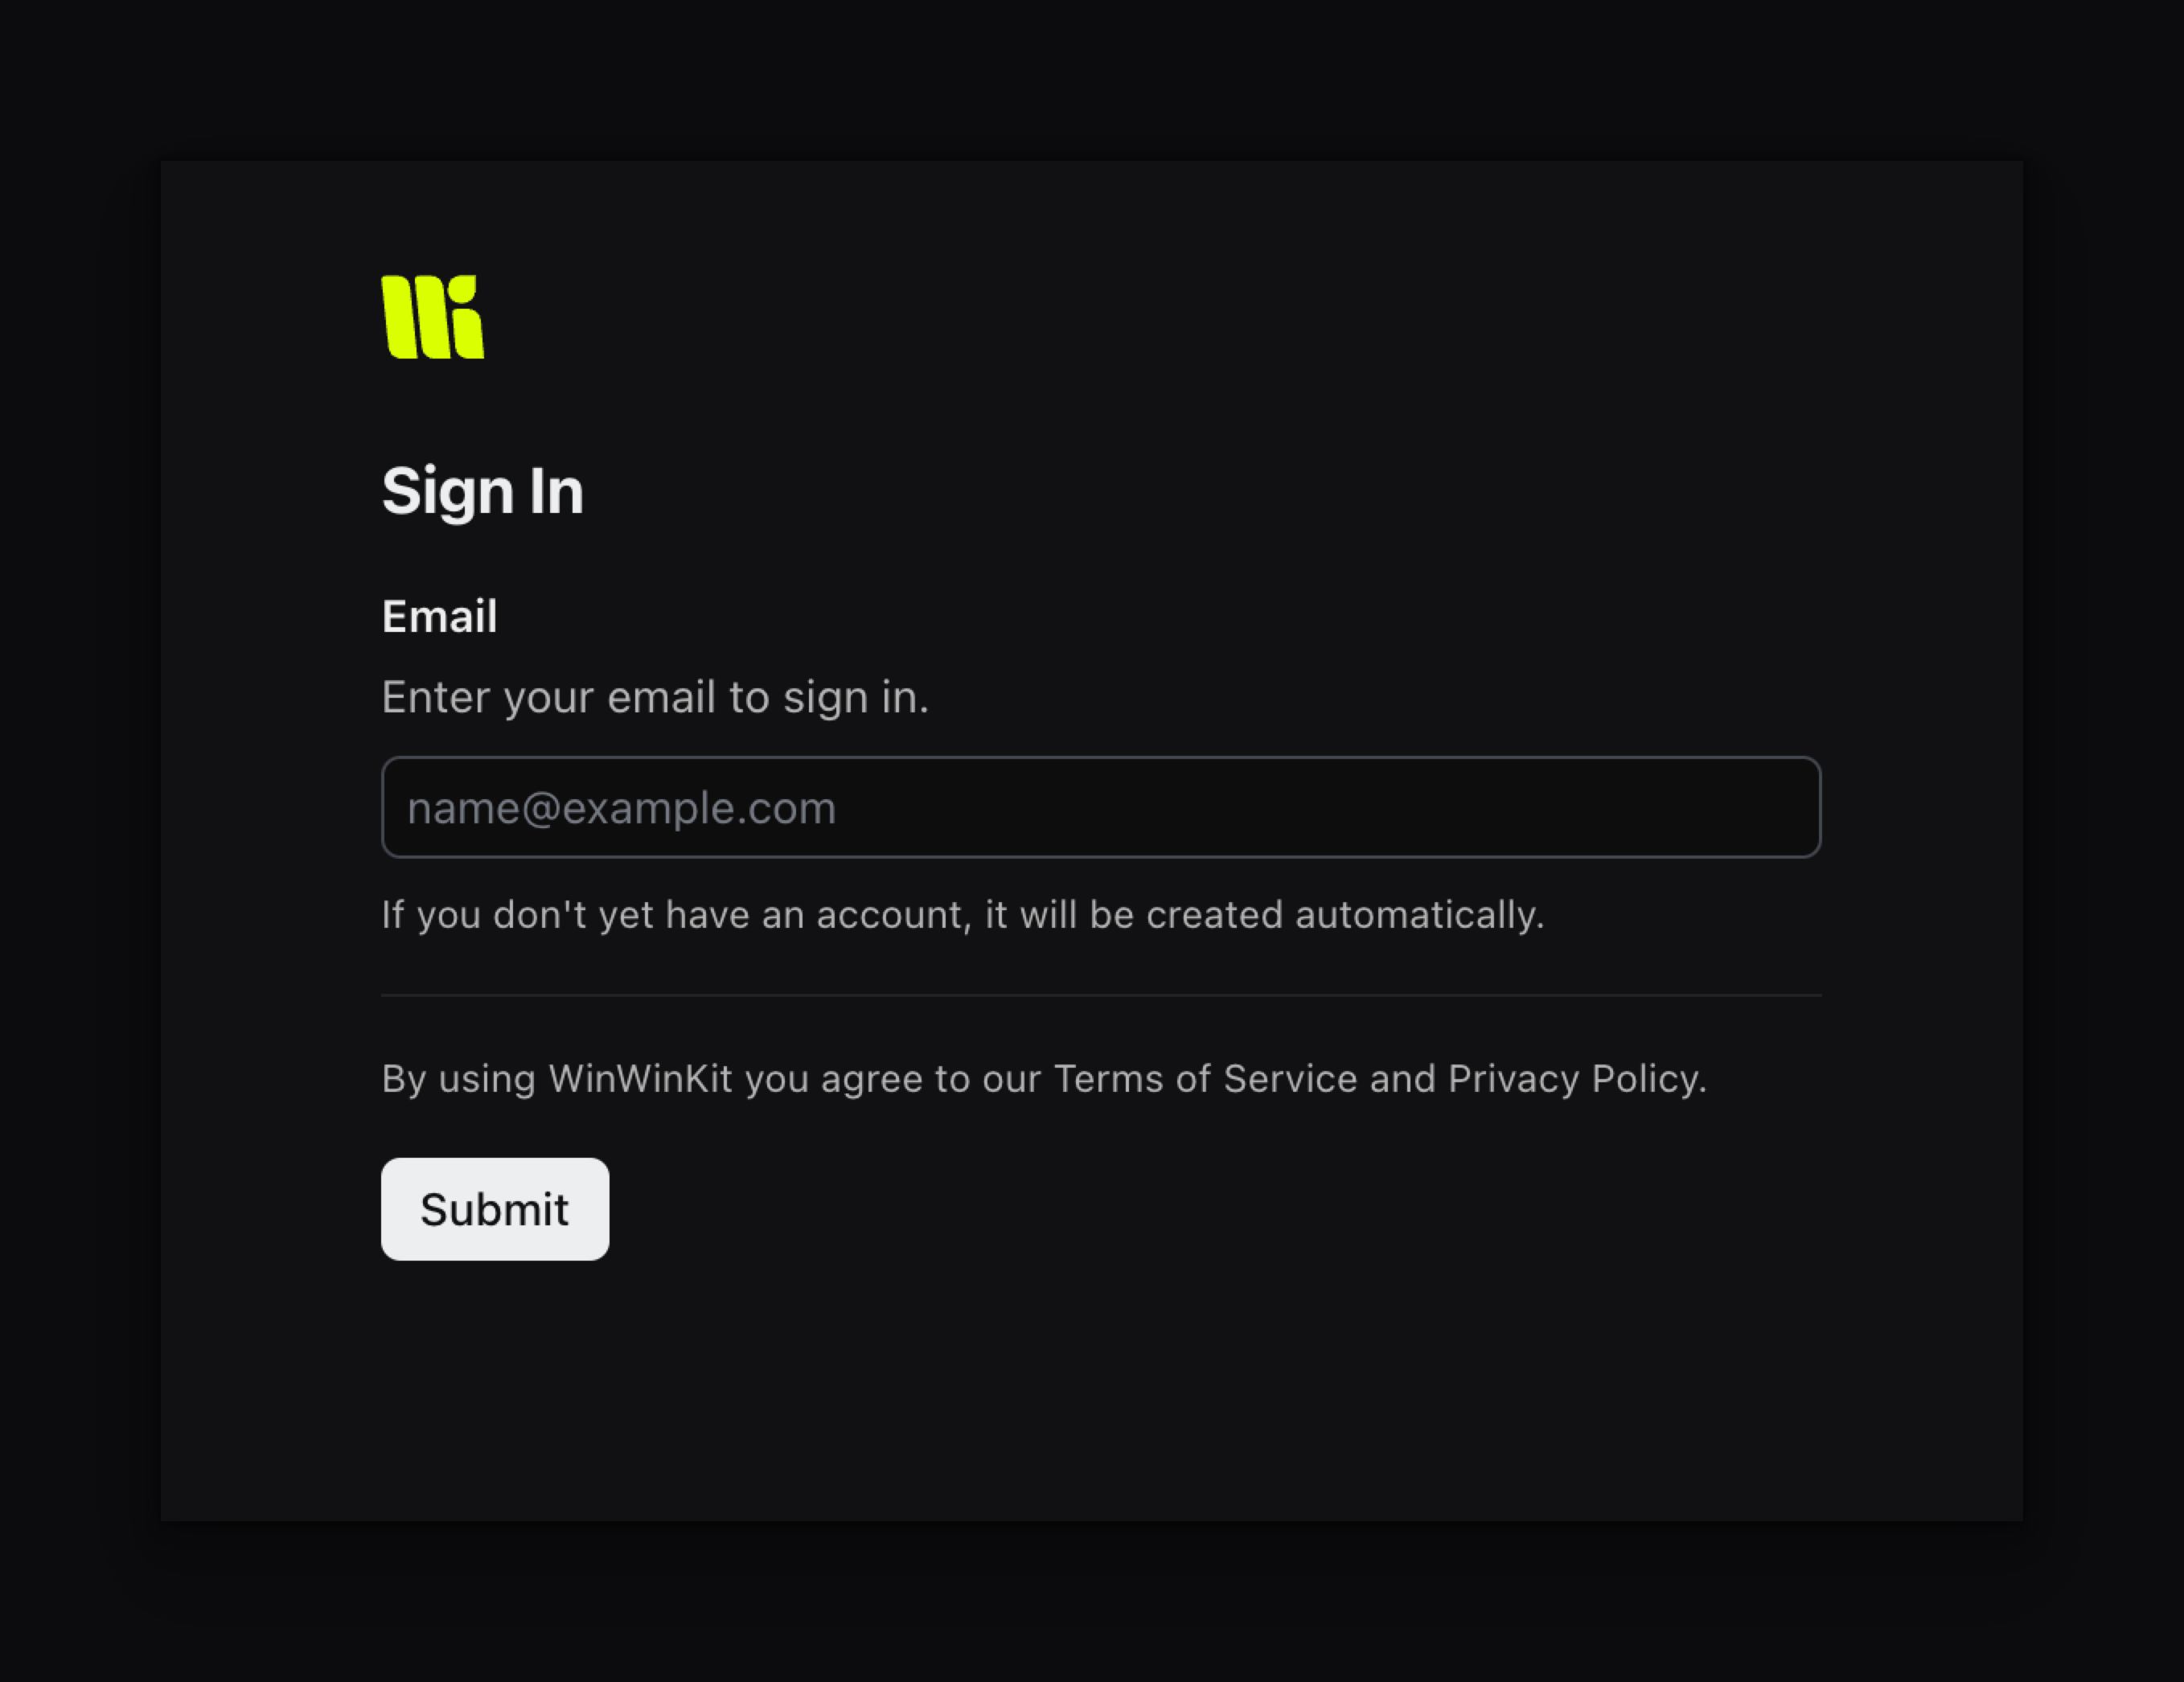 Sign In
Email
Enter your email to sign in.
name@example.com
If you don't yet have an account, it will be created automatically.
By using WinWinKit you agree to our Terms of Service and Privacy Policy.
Submit